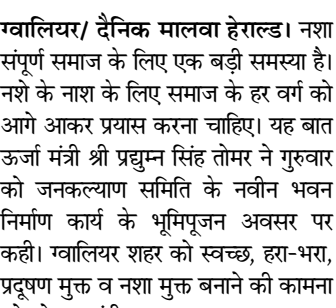 ग्वालियर/ दैनिक मालवा हेराल्ड। नशा
संपूर्ण समाज के लिए एक बड़ी समस्या है।
नशे के नाश के लिए समाज के हर वर्ग को
आगे आकर प्रयास करना चाहिए। यह बात
ऊर्जा मंत्री श्री प्रद्युम्न सिंह तोमर ने गुरुवार
को जनकल्याण समिति के नवीन भवन
निर्माण कार्य के भूमिपूजन अवसर पर
कही। ग्वालियर शहर को स्वच्छ, हरा-भरा,
प्रदूषण मुक्त व नशा मुक्त बनाने की कामना